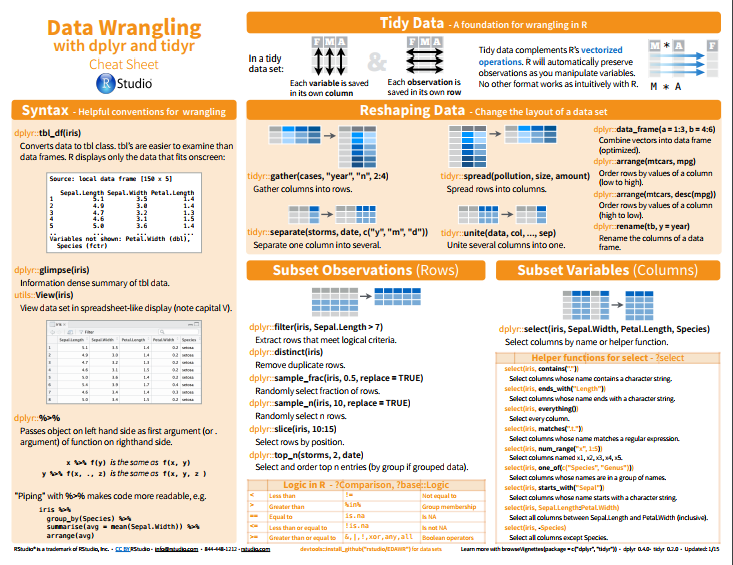 Data Wrangling
with dplyr and tidyr
Cheat Sheet
R Studio®
Syntax - Helpful conventions for wrangling
dplyr::tbl_df(iris)
Converts data to tbl class. tbl's are easier to examine than
data frames. R displays only the data that fits onscreen:
Source: local data frame [150 x 5]
Sepal.Length Sepal.Width Petal.Length
1 5.1 3.5 1.4
2 4.9 3.0 1.4
3 4.7 3.2 1.3
4 4.6 3.1 1.5
5 5.0 3.6 1.4
.. ... ... ...
Variables not shown: Petal.Width (dbl),
Species (fctr)
dplyr::glimpse(iris)
Information dense summary of tbl data.
utils::View(iris)
View data set in spreadsheet-like display (note capital V).
iris
Filter
Sepal.Length Sepal.Width Petal.Length Petal.Width Species
1 5.1 3.5 1.4 0.2 setosa
2 4.9 3.0 1.4 0.2 setosa
3 4.7 3.2 1.3 0.2 setosa
4 4.6 3.1 1.5 0.2 setosa
5 5.0 3.6 1.4 0.2 setosa
6 5.4 3.9 1.7 0.4 setosa
7 4.6 3.4 1.4 0.3 setosa
8 5.0 3.4 1.5 0.2 setosa
dplyr::%>%
Passes object on left hand side as first argument (or .
argument) of function on righthand side.
x %>% f(y) is the same as f(x, y)
y %>% f(x, ., z) is the same as f(x, y, z )
"Piping" with %>% makes code more readable, e.g.
iris %>%
group_by(Species) %>%
summarise(avg = mean(Sepal.Width)) %>%
arrange(avg)
Tidy Data - A foundation for wrangling in R
In a tidy
data set:
F M A
Each variable is saved
in its own column
&
F M A
Each observation is
saved in its own row
Tidy data complements R's vectorized
operations. R will automatically preserve
observations as you manipulate variables.
No other format works as intuitively with R.
M * A F
M * A
Reshaping Data - Change the layout of a data set
tidyr::gather(cases, "year", "n", 2:4)
Gather columns into rows.
tidyr::spread(pollution, size, amount)
Spread rows into columns.
tidyr::separate(storms, date, c("y", "m", "d"))
Separate one column into several.
tidyr::unite(data, col, ..., sep)
Unite several columns into one.
dplyr::data_frame(a = 1:3, b = 4:6)
Combine vectors into data frame
(optimized).
dplyr::arrange(mtcars, mpg)
Order rows by values of a column
(low to high).
dplyr::arrange(mtcars, desc(mpg))
Order rows by values of a column
(high to low).
dplyr::rename(tb, y = year)
Rename the columns of a data
frame.
Subset Observations (Rows)
dplyr::filter(iris, Sepal.Length > 7)
Extract rows that meet logical criteria.
dplyr::distinct(iris)
Remove duplicate rows.
dplyr::sample_frac(iris, 0.5, replace = TRUE)
Randomly select fraction of rows.
dplyr::sample_n(iris, 10, replace = TRUE)
Randomly select n rows.
dplyr::slice(iris, 10:15)
Select rows by position.
dplyr::top_n(storms, 2, date)
Select and order top n entries (by group if grouped data).
Logic in R - ?Comparison, ?base::Logic
< Less than != Not equal to
> Greater than %in% Group membership
== Equal to is.na Is NA
<= Less than or equal to !is.na Is not NA
>= Greater than or equal to &,|,!,xor,any,all Boolean operators
Subset Variables (Columns)
dplyr::select(iris, Sepal.Width, Petal.Length, Species)
Select columns by name or helper function.
Helper functions for select - ?select
select(iris, contains("."))
Select columns whose name contains a character string.
select(iris, ends_with("Length"))
Select columns whose name ends with a character string.
select(iris, everything())
Select every column.
select(iris, matches(".t."))
Select columns whose name matches a regular expression.
select(iris, num_range("x", 1:5))
Select columns named x1, x2, x3, x4, x5.
select(iris, one_of(c("Species", "Genus")))
Select columns whose names are in a group of names.
select(iris, starts_with("Sepal"))
Select columns whose name starts with a character string.
select(iris, Sepal.Length:Petal.Width)
Select all columns between Sepal.Length and Petal.Width (inclusive).
select(iris, -Species)
Select all columns except Species.
RStudio® is a trademark of RStudio, Inc. • CC BY RStudio • info@rstudio.com • 844-448-1212 • rstudio.com
devtools::install_github("rstudio/EDAWR") for data sets
Learn more with browseVignettes(package = c("dplyr", "tidyr")) • dplyr 0.4.0• tidyr 0.2.0 • Updated: 1/15